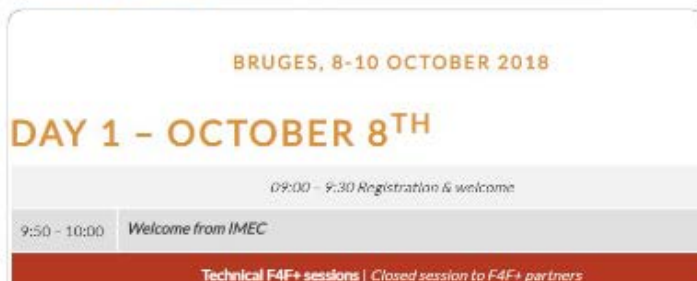 BRUGES, 8-10 OCTOBER 2018
DAY 1 – OCTOBER 8TH
09:00 – 9:30 Registration & welcome
9:50 – 10:00 Welcome from IMEC
Technical F4F+ sessions | Closed session to F4F+ partners